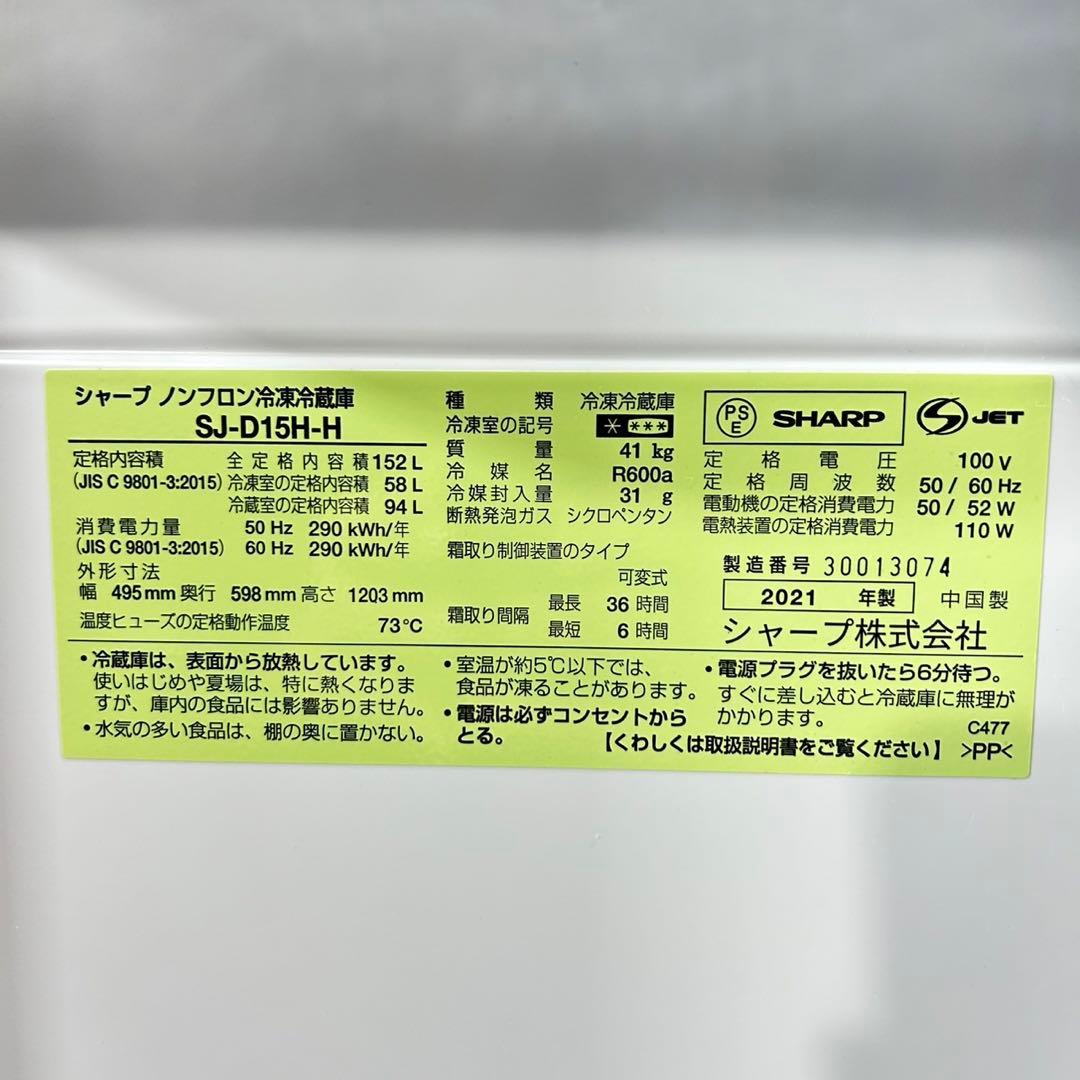 シャープ ノンフロン冷凍冷蔵庫
SJ-D15H-H
定格内容積 全定格内容積 152 L
(JIS C 9801-3:2015) 冷凍室の定格内容積 58 L
冷蔵室の定格内容積 94 L
消費電力量 50 Hz 290 kWh/年
(JIS C 9801-3:2015) 60 Hz 290 kWh/年
外形寸法
幅 495 mm 奥行 598 mm 高さ 1203 mm
温度ヒューズの定格動作温度 73℃
種類 冷凍冷蔵庫
冷凍室の記号 * ***
質量 41 kg
冷媒名 R600a
冷媒封入量 31 g
断熱発泡ガス シクロペンタン
霜取り制御装置のタイプ
可変式
霜取り間隔 最長 36 時間
最短 6 時間
PS E SHARP S JET
定格電圧 100 V
定格周波数 50 / 60 Hz
電動機の定格消費電力 50 / 52 W
電熱装置の定格消費電力 110 W
製造番号 30013074
2021 年製 中国製
シャープ株式会社
・冷蔵庫は、表面から放熱しています。
使いはじめや夏場は、特に熱くなりま
すが、庫内の食品には影響ありません。
・水気の多い食品は、棚の奥に置かない。
・室温が約5℃以下では、
食品が凍ることがあります。
・電源は必ずコンセントから
とる。
・電源プラグを抜いたら6分待つ。
すぐに差し込むと冷蔵庫に無理が
かかります。
C477
【くわしくは取扱説明書をご覧ください】 >PP<